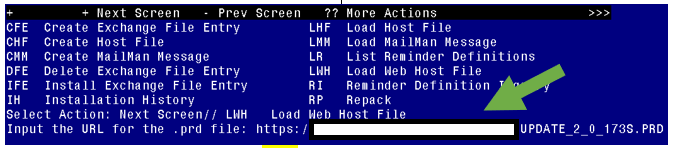 + + Next Screen - Prev Screen ?? More Actions >>>
CFE Create Exchange File Entry LHF Load Host File
CHF Create Host File LMM Load MailMan Message
CMM Create MailMan Message LR List Reminder Definitions
DFE Delete Exchange File Entry LWH Load Web Host File
IFE Install Exchange File Entry RI Reminder Definition
IH Installation History RP Repack
Select Action: Next Screen// LWH Load Web Host File
Input the URL for the .prd file: https:/ UPDATE_2_0_173S.PRD